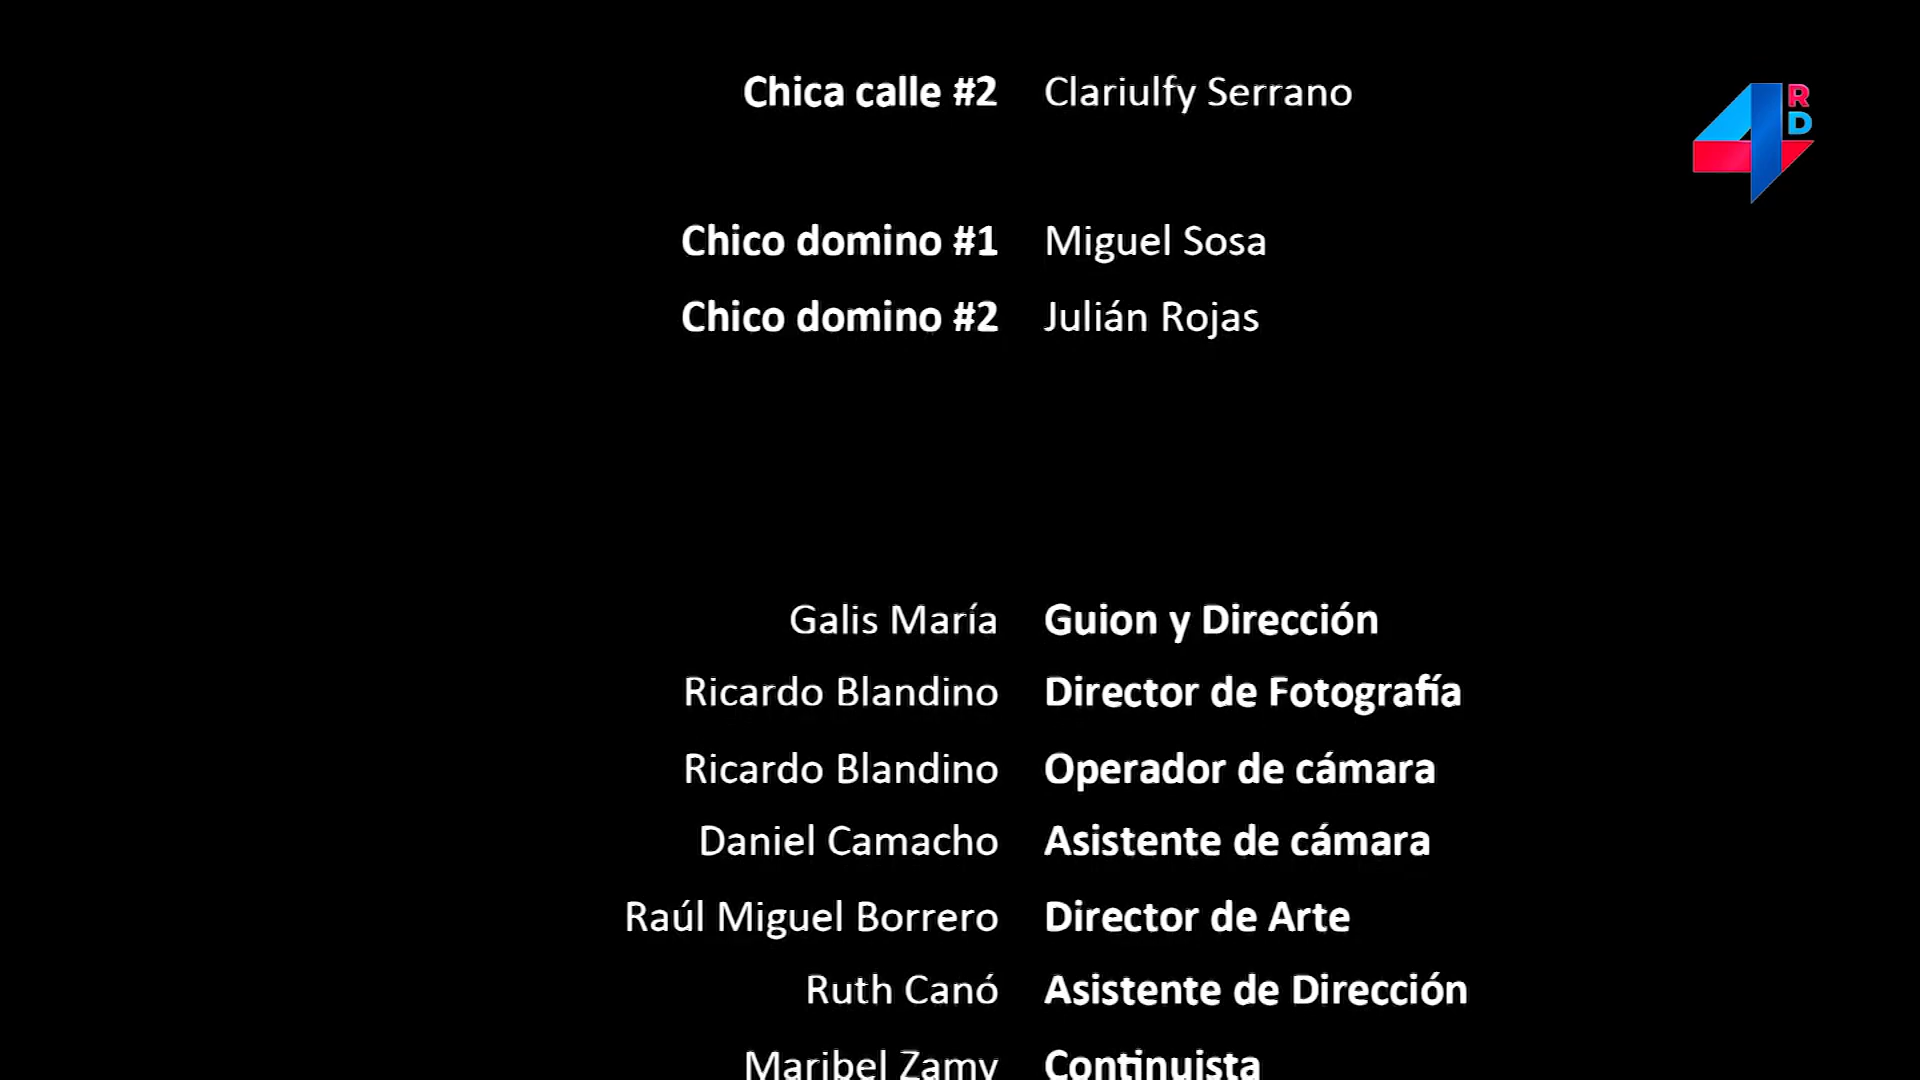 Chica calle #2 Clariulfy Serrano
4RD
Chico domino #1 Miguel Sosa
Chico domino #2 Julián Rojas
Galis María Guion y Dirección
Ricardo Blandino Director de Fotografía
Ricardo Blandino Operador de cámara
Daniel Camacho Asistente de cámara
Raúl Miguel Borrero Director de Arte
Ruth Canó Asistente de Dirección
Maribel Zamy Continuista